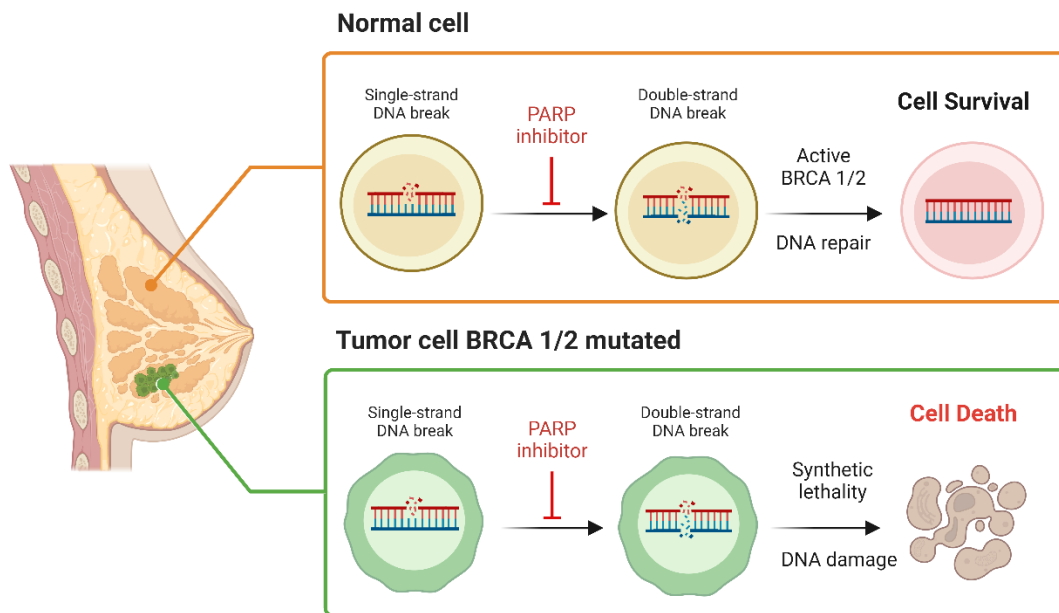 Normal cell
Single-strand
DNA break
PARP
inhibitor
Double-strand
DNA break
Active
BRCA 1/2
DNA repair
Cell Survival
Tumor cell BRCA 1/2 mutated
Single-strand
DNA break
PARP
inhibitor
Double-strand
DNA break
Synthetic
lethality
DNA damage
Cell Death